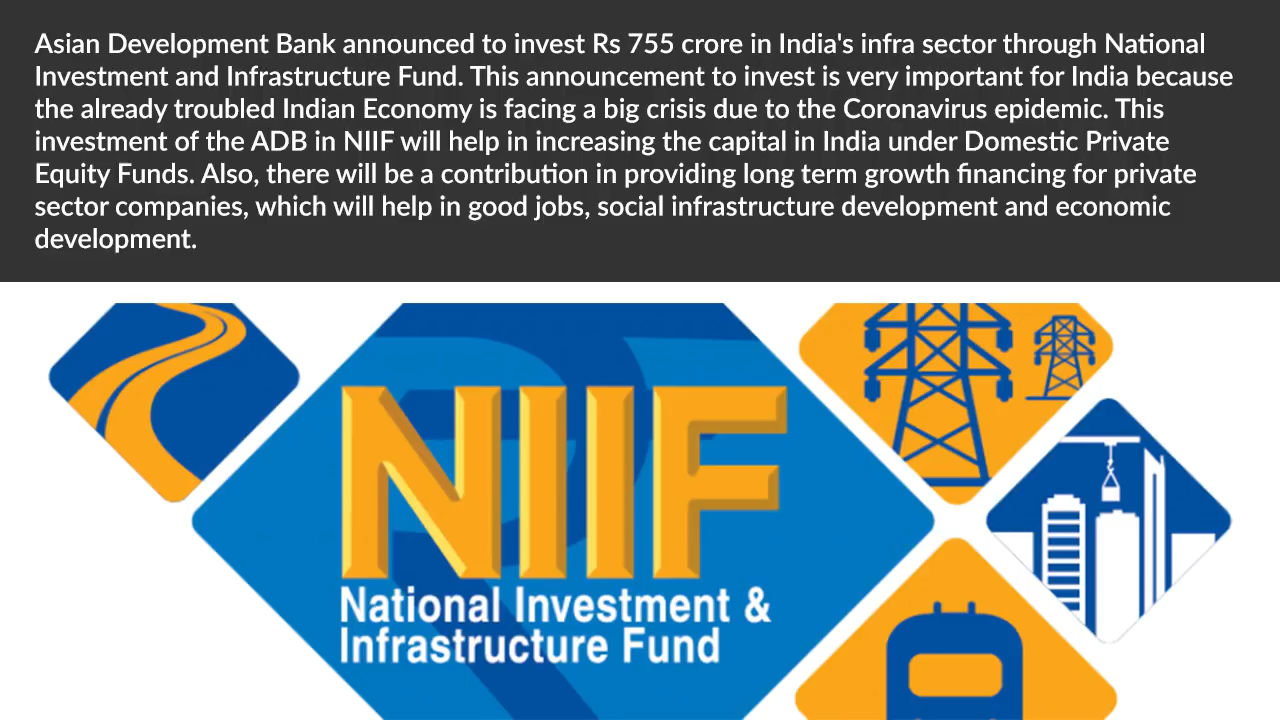 Asian Development Bank announced to invest Rs 755 crore in India's infra sector through National
Investment and Infrastructure Fund. This announcement to invest is very important for India because
the already troubled Indian Economy is facing a big crisis due to the Coronavirus epidemic. This
investment of the ADB in NIIF will help in increasing the capital in India under Domestic Private
Equity Funds. Also, there will be a contribution in providing long term growth financing for private
sector companies, which will help in good jobs, social infrastructure development and economic
development.
NIIF
National Investment &
Infrastructure Fund